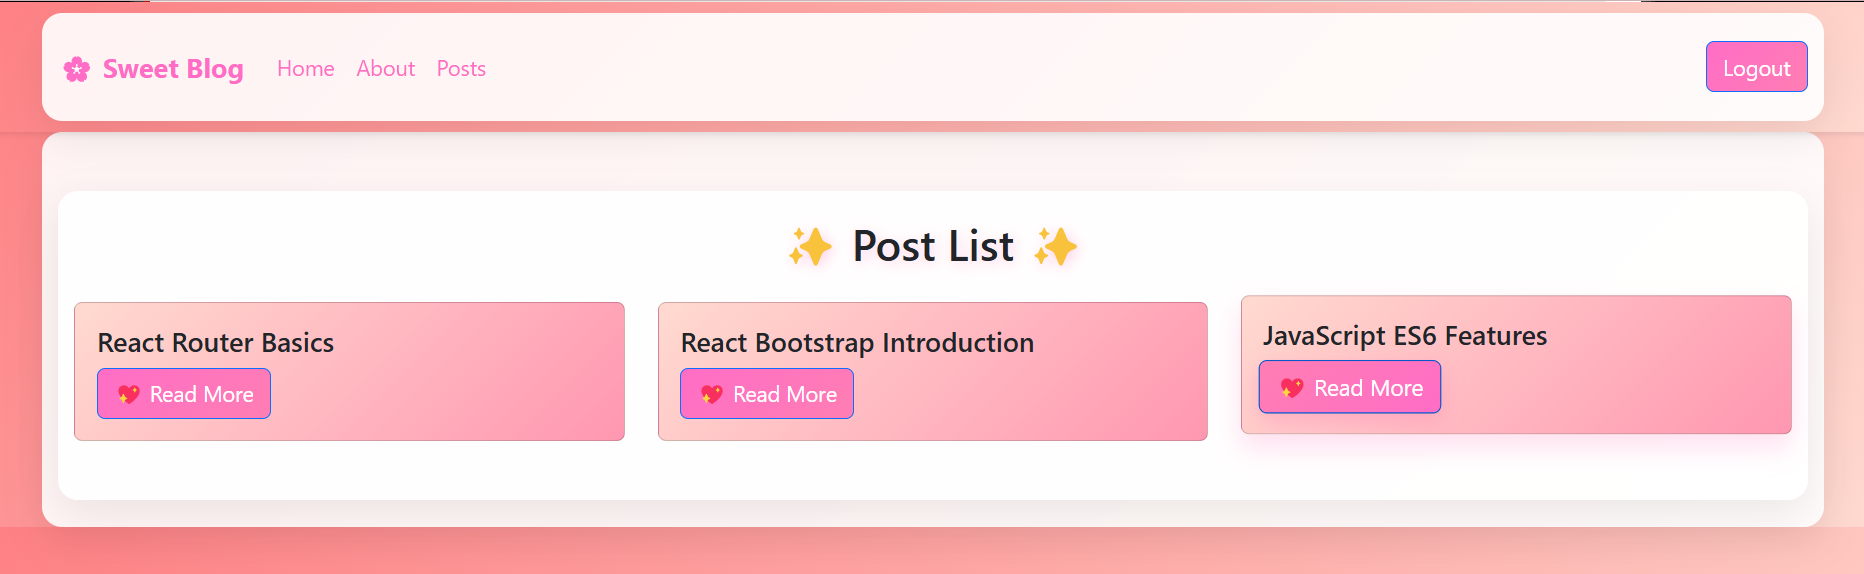 🌸 Sweet Blog Home About Posts Logout
✨ Post List ✨
React Router Basics
💖 Read More
React Bootstrap Introduction
💖 Read More
JavaScript ES6 Features
💖 Read More